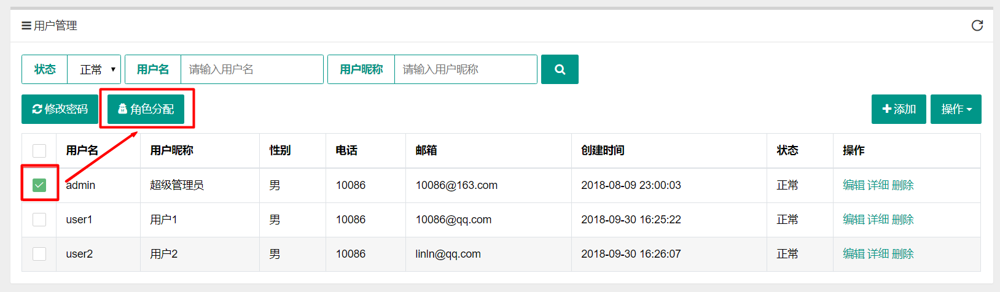 用户管理
状态 正常 用户名 请输入用户名 用户昵称 请输入用户昵称
修改密码 角色分配 添加 操作
用户名 用户昵称 性别 电话 邮箱 创建时间 状态 操作
admin 超级管理员 男 10086 10086@163.com 2018-08-09 23:00:03 正常 编辑 详细 删除
user1 用户1 男 10086 10086@qq.com 2018-09-30 16:25:22 正常 编辑 详细 删除
user2 用户2 男 10086 linln@qq.com 2018-09-30 16:26:07 正常 编辑 详细 删除